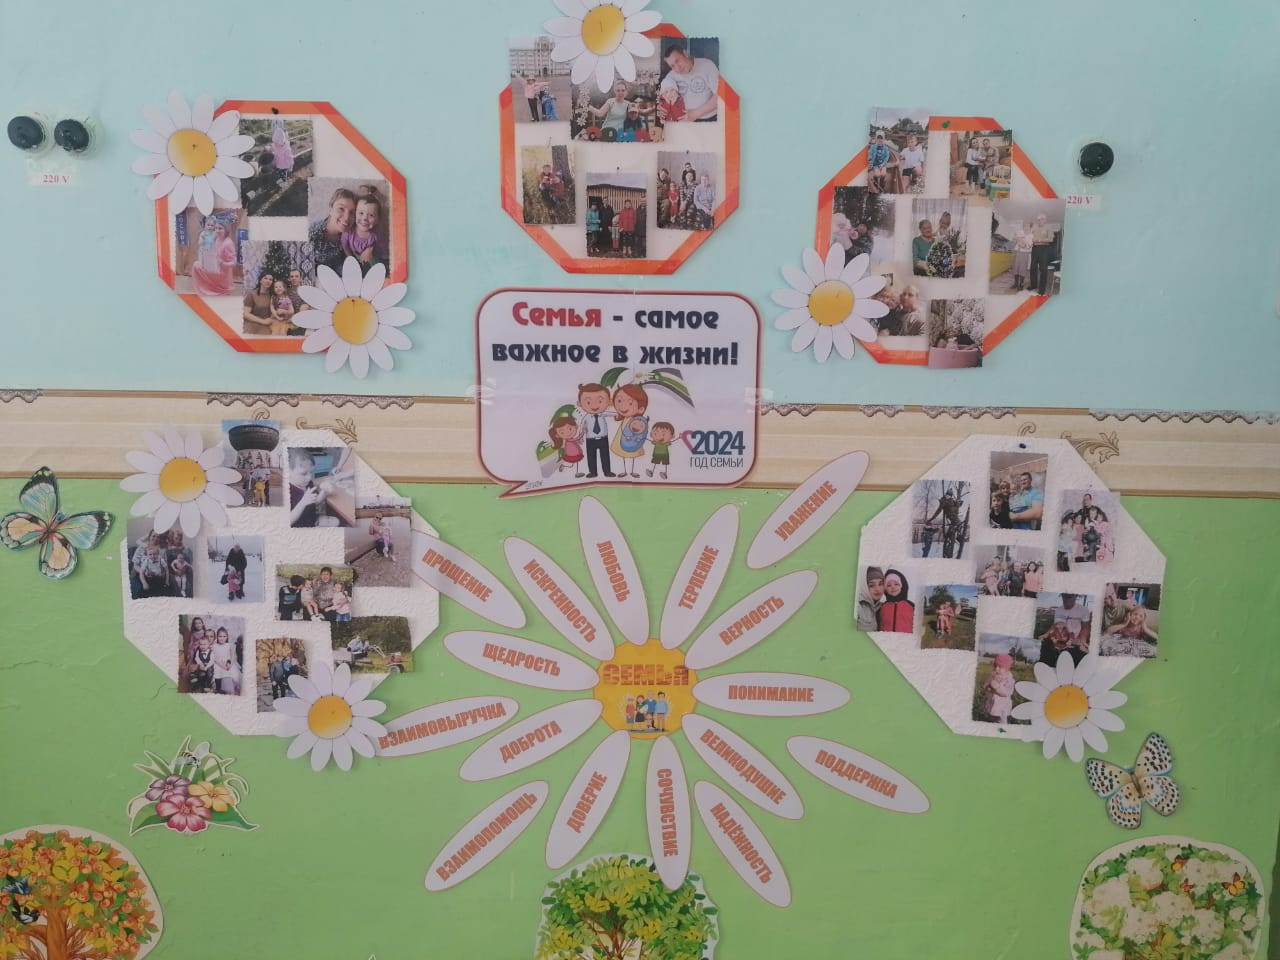 220 V
220 V
Семья - самое
важное в жизни!
2024
ГОД СЕМЬИ
УВАЖЕНИЕ
ПРОЩЕНИЕ
ИСКРЕННОСТЬ
ЛЮБОВЬ
ТЕРПЕНИЕ
ВЕРНОСТЬ
ЩЕДРОСТЬ
СЕМЬЯ
ПОНИМАНИЕ
ВЗАИМОВЫРУЧКА
ДОБРОТА
ВЕЛИКОДУШИЕ
ПОДДЕРЖКА
ВЗАИМОПОМОЩЬ
ДОВЕРИЕ
СОЧУВСТВИЕ
НАДЁЖНОСТЬ